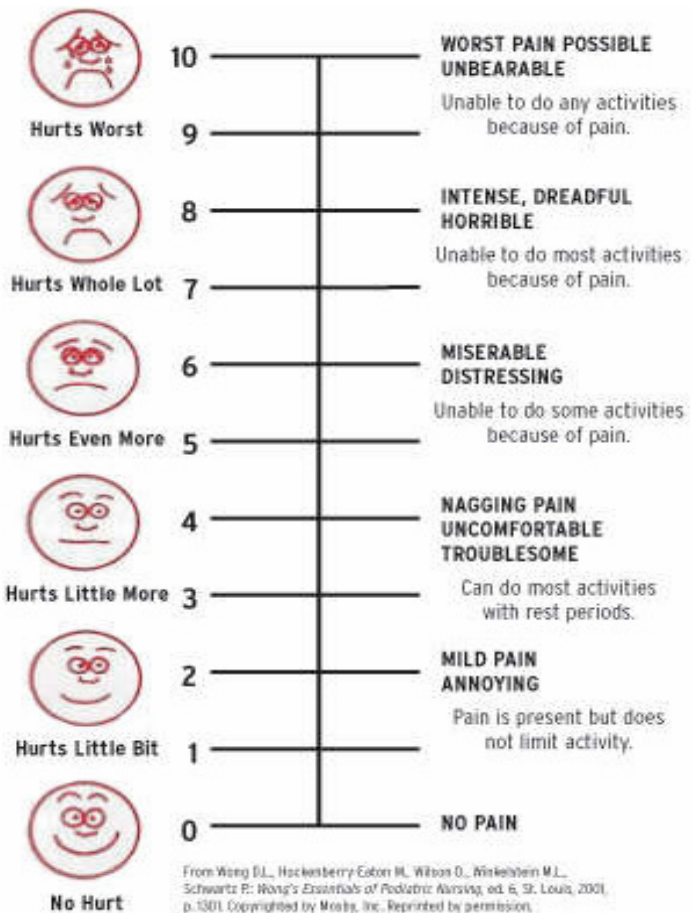 10
WORST PAIN POSSIBLE
UNBEARABLE
Unable to do any activities
because of pain.
Hurts Worst
9
8
INTENSE, DREADFUL
HORRIBLE
Unable to do most activities
because of pain.
Hurts Whole Lot
7
6
MISERABLE
DISTRESSING
Unable to do some activities
because of pain.
Hurts Even More
5
4
NAGGING PAIN
UNCOMFORTABLE
TROUBLESOME
Can do most activities
with rest periods.
Hurts Little More
3
2
MILD PAIN
ANNOYING
Pain is present but does
not limit activity.
Hurts Little Bit
1
0
NO PAIN
No Hurt
From Wong D.L., Hockenberry-Eaton M., Wilson D., Winkelstein M.L.,
Schwartz P.: Wong's Essentials of Pediatric Nursing, ed. 6, St. Louis, 2001,
p. 1301. Copyrighted by Mosby, Inc. Reprinted by permission.